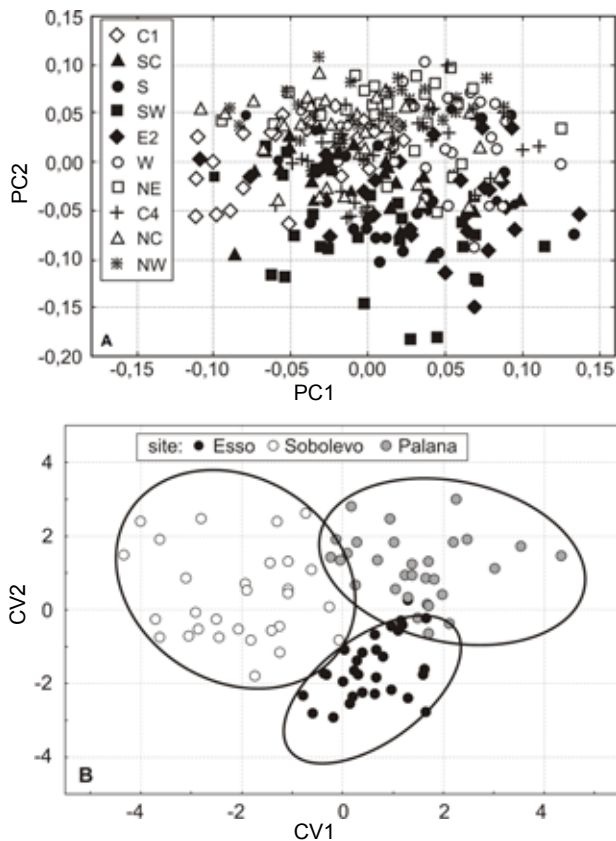 C1
SC
S
SW
E2
W
NE
C4
NC
NW
0,15
0,10
0,05
0,00
-0,05
-0,10
-0,15
-0,20
PC2
A
-0,15 -0,10 -0,05 0,00 0,05 0,10 0,15
PC1
site: Esso Sobolevo Palana
4
2
0
-2
-4
CV2
B
-4 -2 0 2 4
CV1